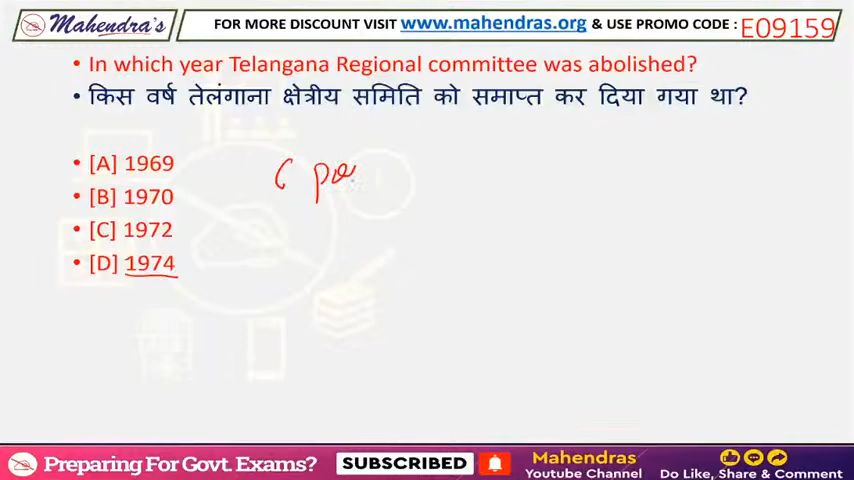 Mahendra's
FOR MORE DISCOUNT VISIT www.mahendras.org & USE PROMO CODE : E09159
• In which year Telangana Regional committee was abolished?
• किस वर्ष तेलंगाना क्षेत्रीय समिति को समाप्त कर दिया गया था?
• [A] 1969
• [B] 1970
• [C] 1972
• [D] 1974
6
Preparing For Govt. Exams?
SUBSCRIBED
Mahendras
Youtube Channel
Do Like, Share & Comment